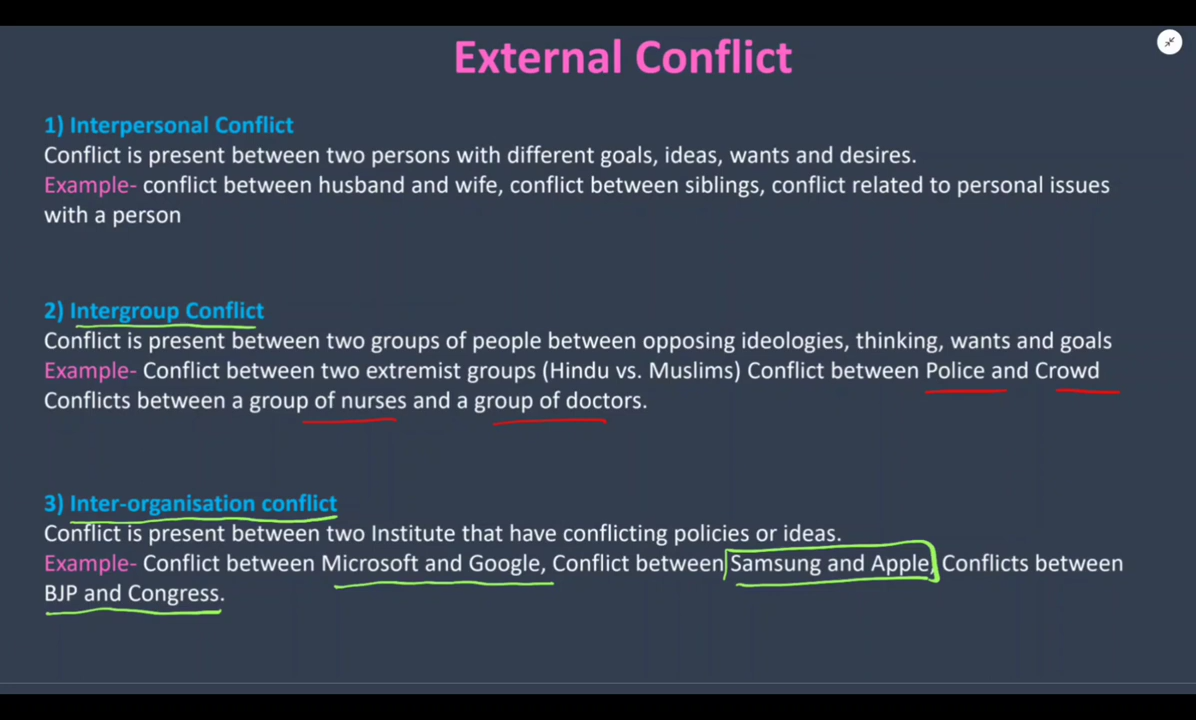 External Conflict
1) Interpersonal Conflict
Conflict is present between two persons with different goals, ideas, wants and desires.
Example- conflict between husband and wife, conflict between siblings, conflict related to personal issues
with a person
2) Intergroup Conflict
Conflict is present between two groups of people between opposing ideologies, thinking, wants and goals
Example- Conflict between two extremist groups (Hindu vs. Muslims) Conflict between Police and Crowd
Conflicts between a group of nurses and a group of doctors.
3) Inter-organisation conflict
Conflict is present between two Institute that have conflicting policies or ideas.
Example- Conflict between Microsoft and Google, Conflict between Samsung and Apple, Conflicts between
BJP and Congress.